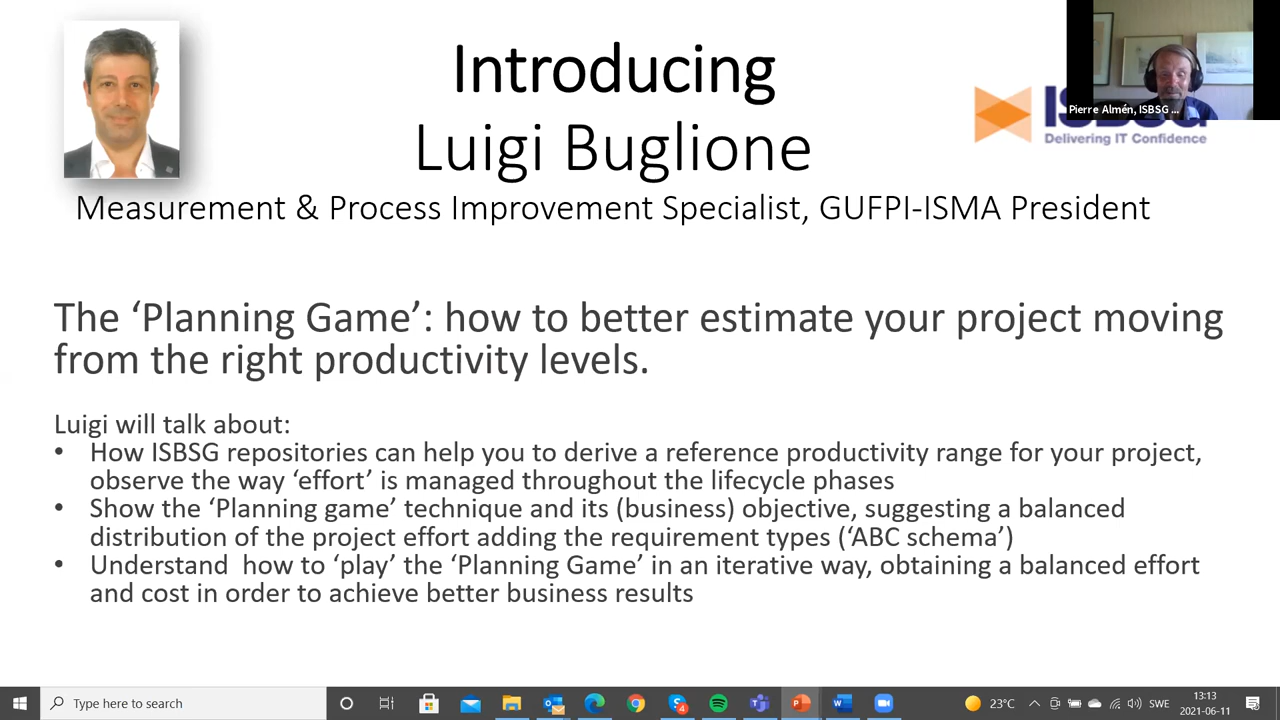 Introducing
Luigi Buglione
Pierre Almén, ISBSG ...
Delivering IT Confidence
Measurement & Process Improvement Specialist, GUFPI-ISMA President
The ‘Planning Game’: how to better estimate your project moving
from the right productivity levels.
Luigi will talk about:
• How ISBSG repositories can help you to derive a reference productivity range for your project,
observe the way ‘effort’ is managed throughout the lifecycle phases
• Show the ‘Planning game’ technique and its (business) objective, suggesting a balanced
distribution of the project effort adding the requirement types (‘ABC schema’)
• Understand how to ‘play’ the ‘Planning Game’ in an iterative way, obtaining a balanced effort
and cost in order to achieve better business results
Type here to search
23°C
SWE
13:13
2021-06-11